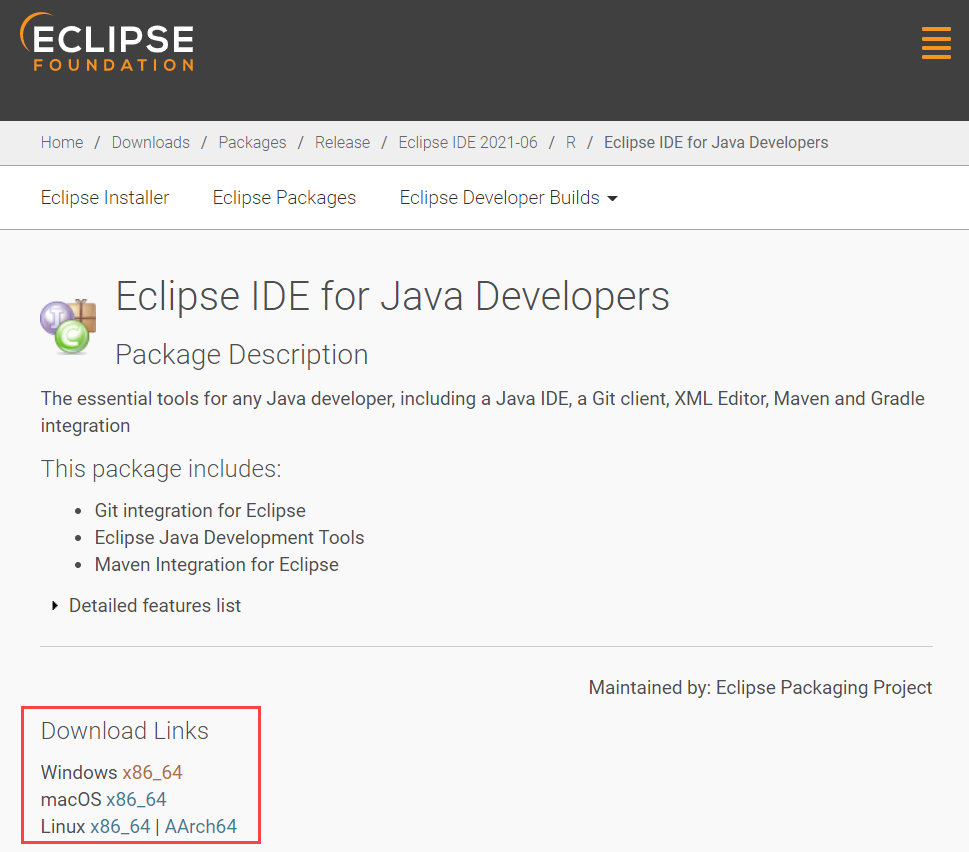 ECLIPSE
FOUNDATION
Home / Downloads / Packages / Release / Eclipse IDE 2021-06 / R / Eclipse IDE for Java Developers
Eclipse Installer Eclipse Packages Eclipse Developer Builds
Eclipse IDE for Java Developers
Package Description
The essential tools for any Java developer, including a Java IDE, a Git client, XML Editor, Maven and Gradle
integration
This package includes:
Git integration for Eclipse
Eclipse Java Development Tools
Maven Integration for Eclipse
Detailed features list
Maintained by: Eclipse Packaging Project
Download Links
Windows x86_64
macOS x86_64
Linux x86_64 | AArch64